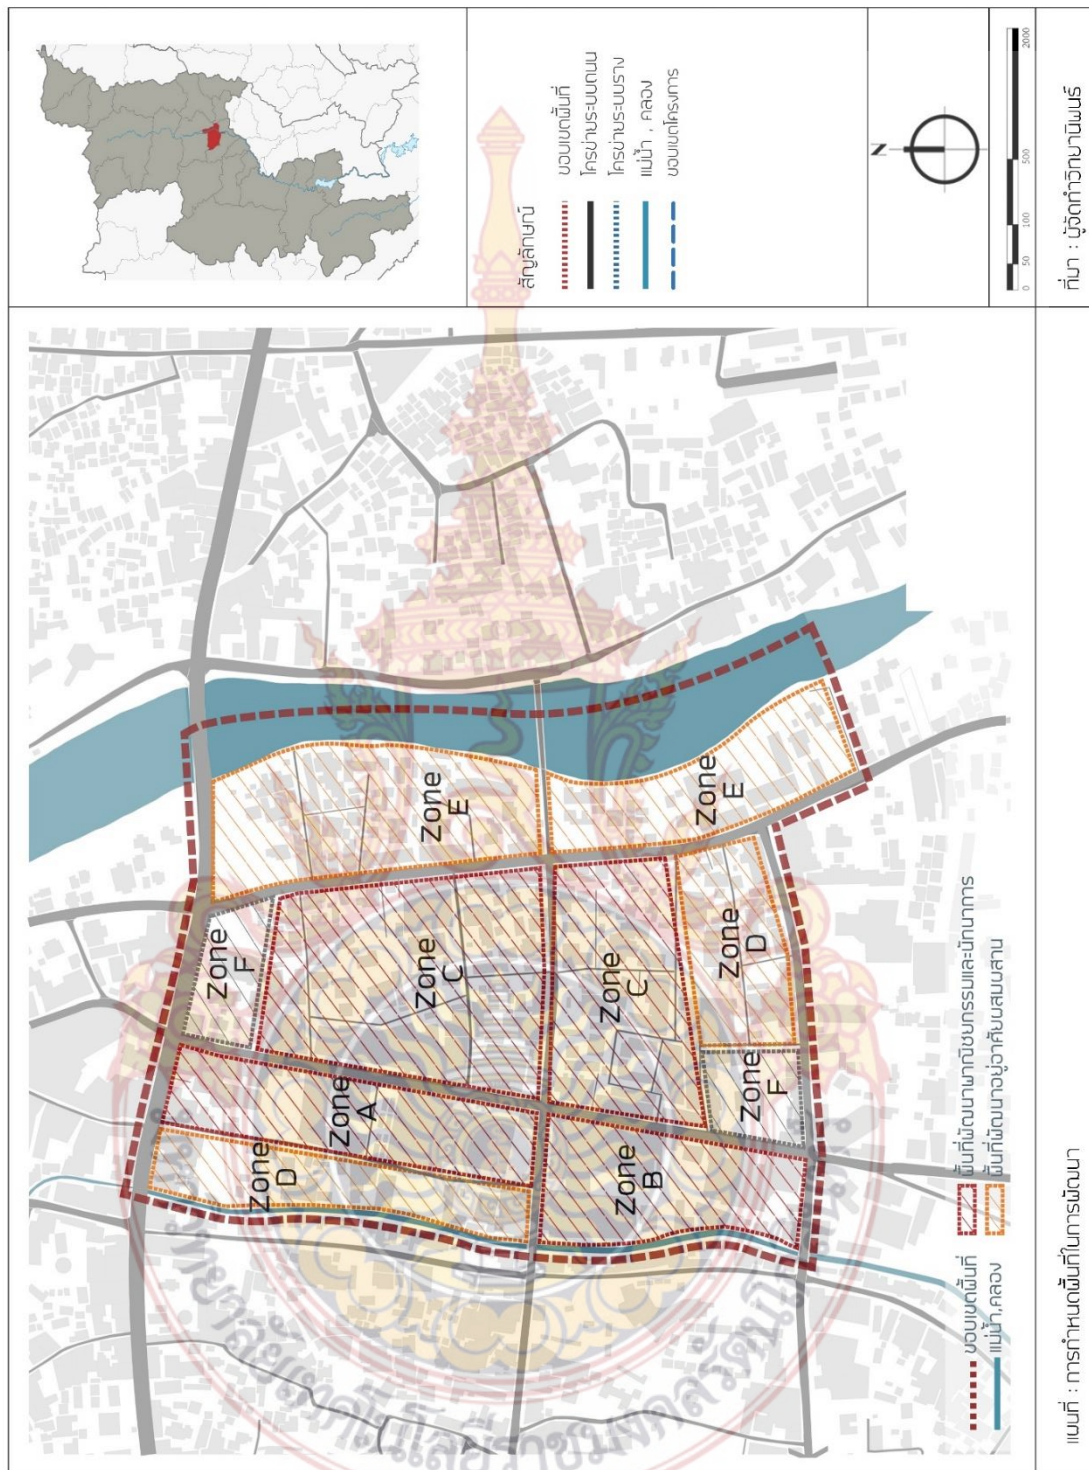 Zone F
Zone A
Zone D
Zone E
Zone C
Zone E
Zone C
Zone D
Zone F
Zone B
ขอบเขตพื้นที่
แม่น้ำ,คลอง
พื้นที่พัฒนาพาณิชยกรรมและนันทนาการ
พื้นที่พัฒนาอยู่อาศัยผสมผสาน
แผนที่ : การกำหนดพื้นที่ในการพัฒนา
สัญลักษณ์
ขอบเขตพื้นที่
โครงข่ายระบบถนน
โครงข่ายระบบราง
แม่น้ำ , คลอง
ขอบเขตโครงการ
N
0 50 100 500 2000
ที่มา : ผู้จัดทำวิทยานิพนธ์